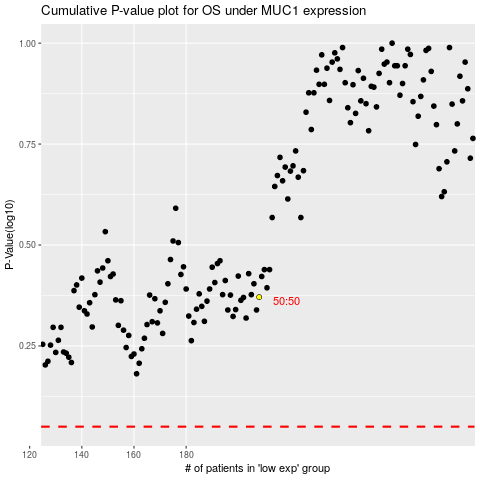 Cumulative P-value plot for OS under MUC1 expression
P-Value(log10)
1.00
0.75
0.50
0.25
50:50
120 140 160 180
# of patients in 'low exp' group